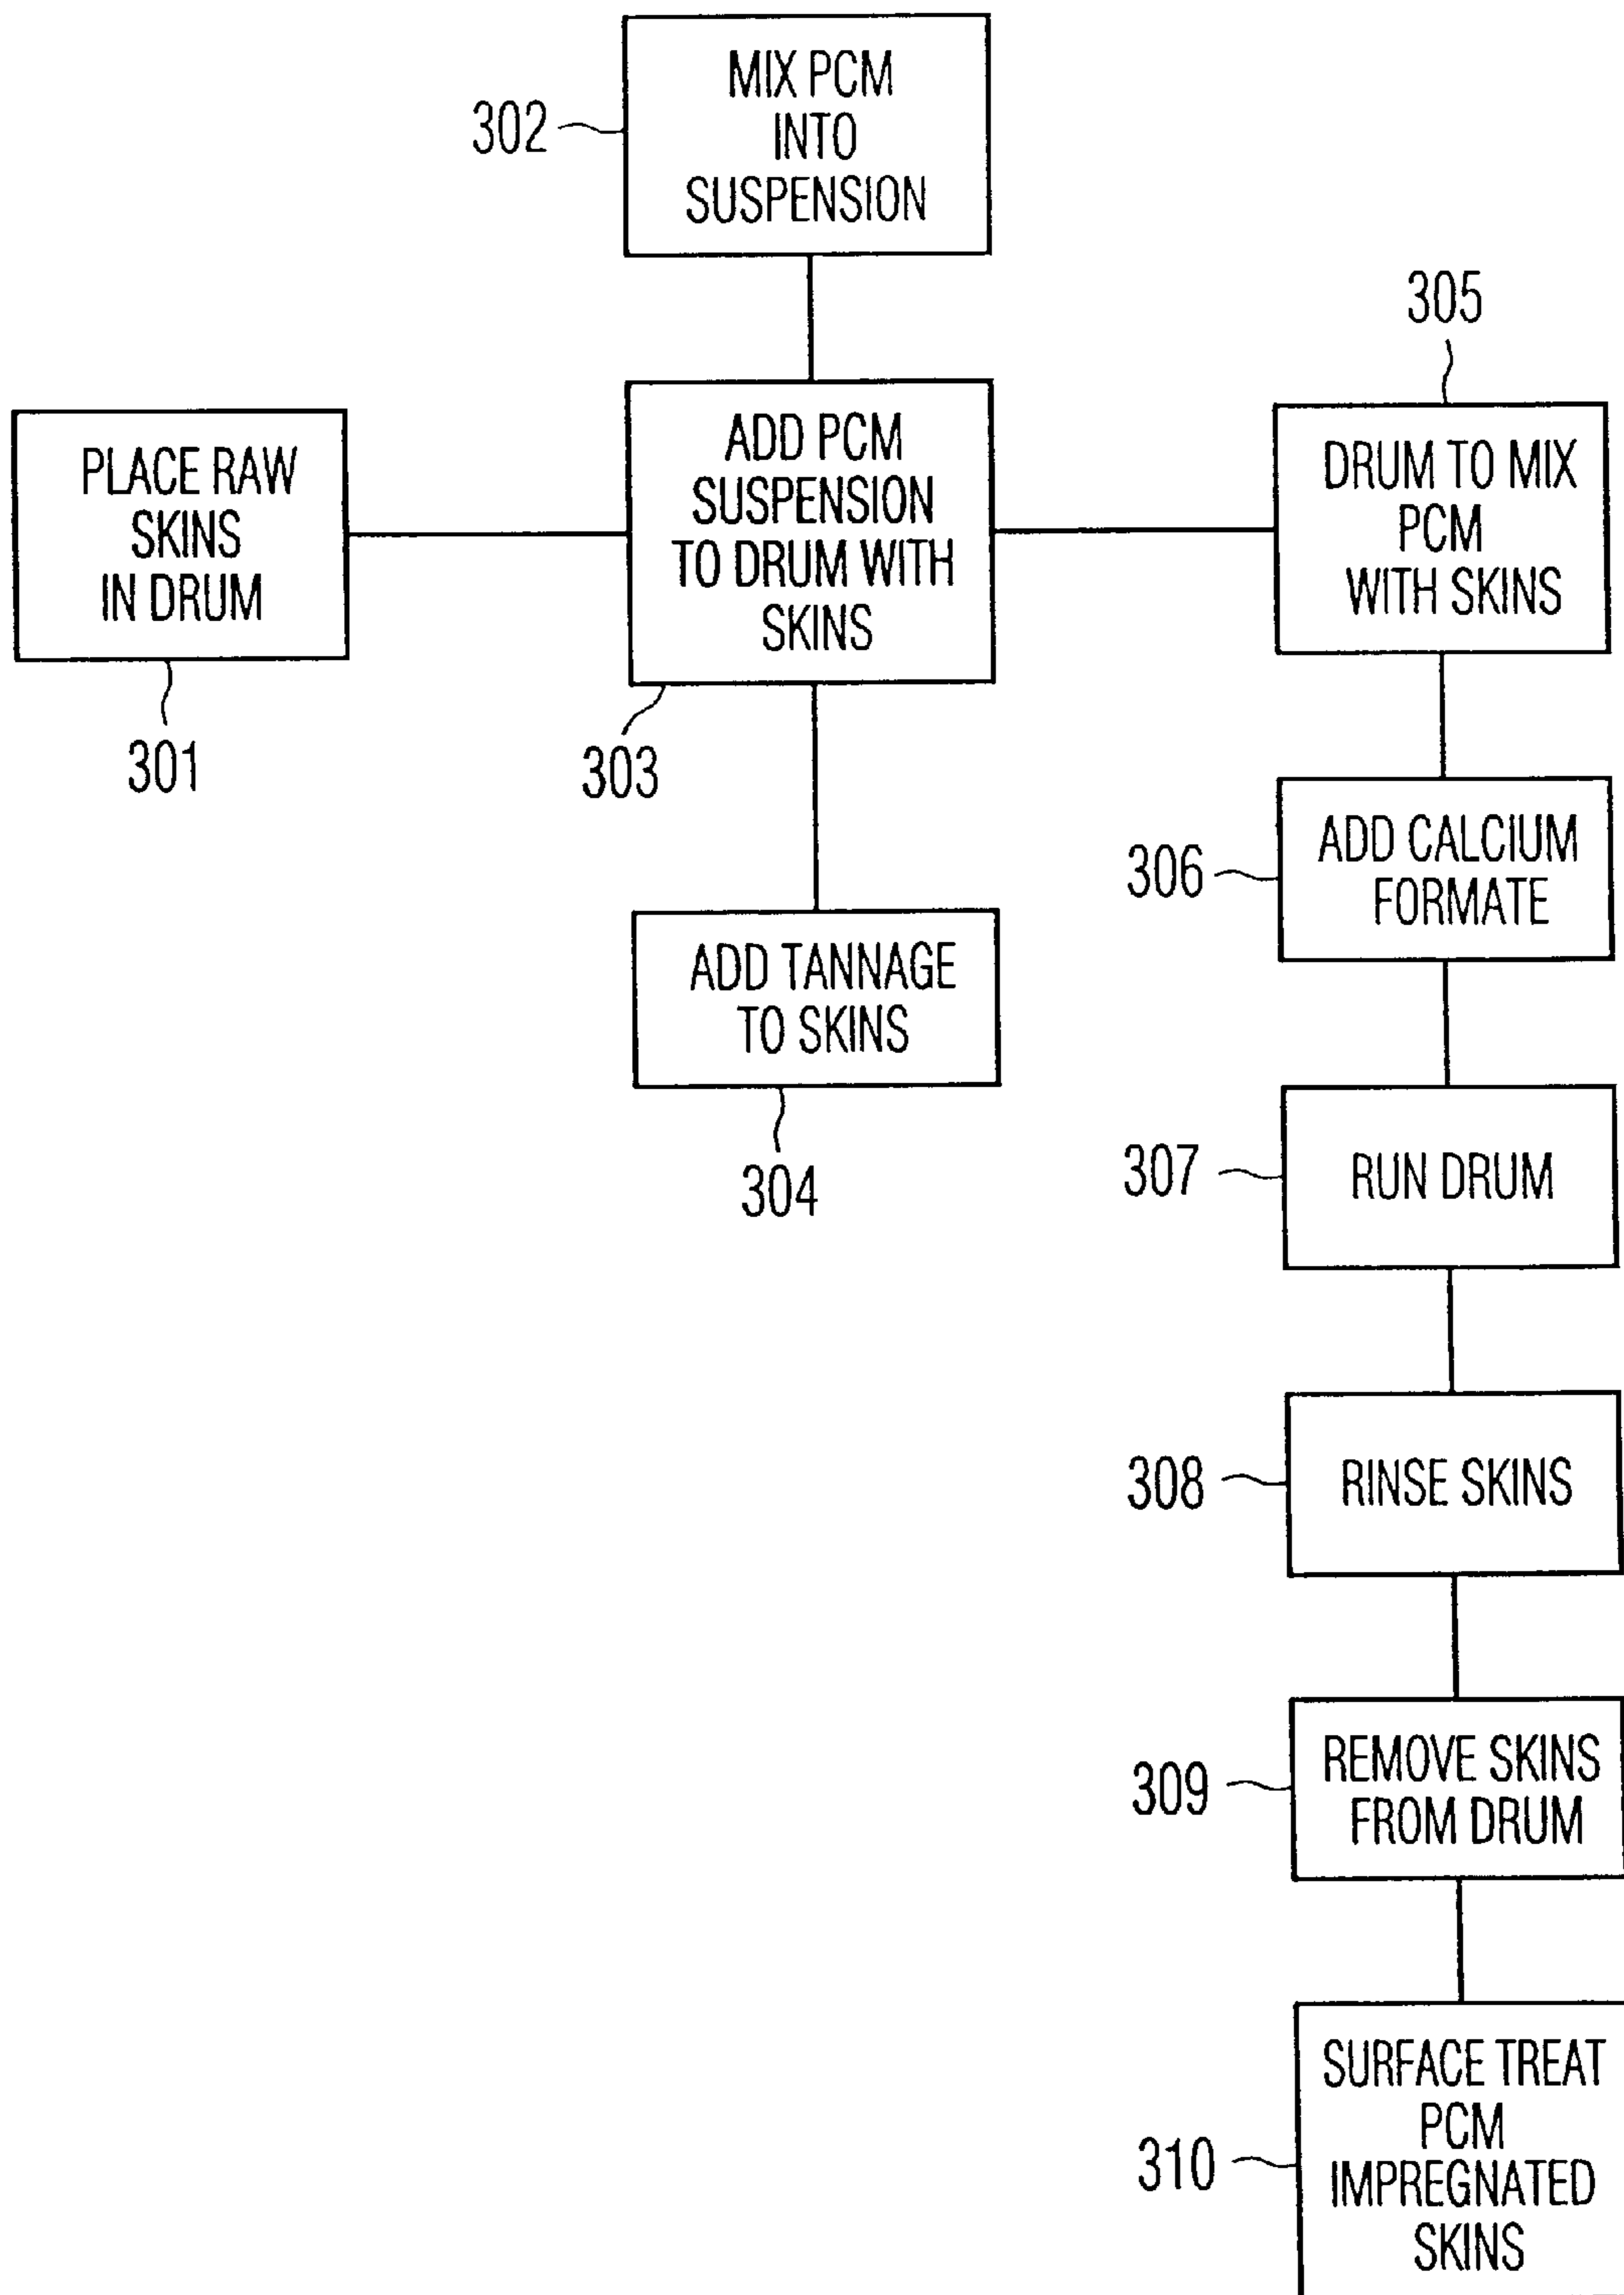 MIX PCM
INTO
SUSPENSION
302
305
PLACE RAW
SKINS
IN DRUM
301
ADD PCM
SUSPENSION
TO DRUM WITH
SKINS
303
DRUM TO MIX
PCM
WITH SKINS
306
ADD CALCIUM
FORMATE
ADD TANNAGE
TO SKINS
304
307
RUN DRUM
308
RINSE SKINS
309
REMOVE SKINS
FROM DRUM
310
SURFACE TREAT
PCM
IMPREGNATED
SKINS